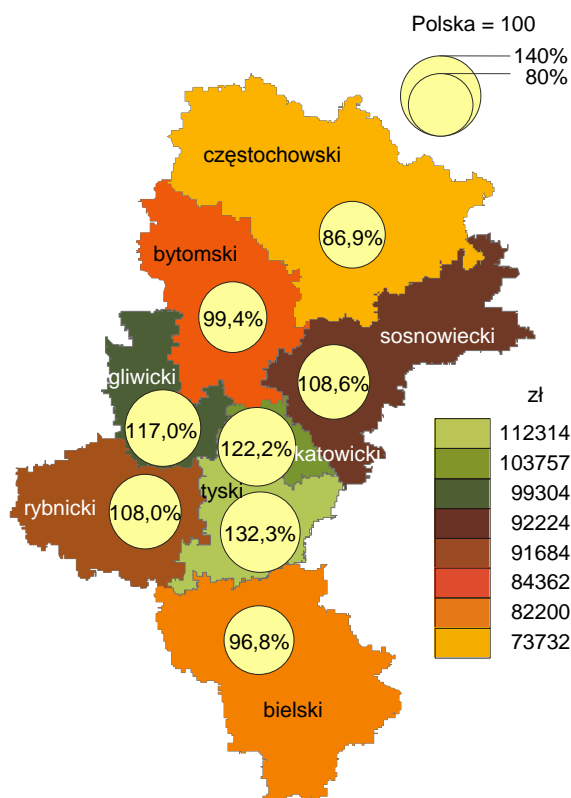 Polska = 100
140%
80%
częstochowski
86,9%
bytomski
99,4%
sosnowiecki
108,6%
gliwicki
117,0%
122,2%
katowicki
tyski
rybnicki
108,0%
132,3%
96,8%
bielski
zł
112314
103757
99304
92224
91684
84362
82200
73732